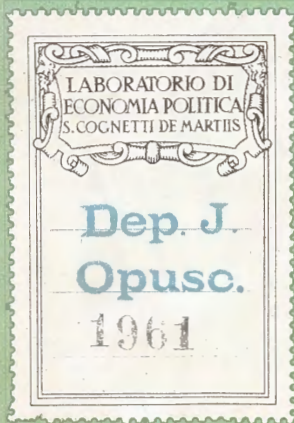 LABORATORIO DI
ECONOMIA POLITICA
S. COGNETTI DE MARTIIS
Dep. J.
Opusc.
1961